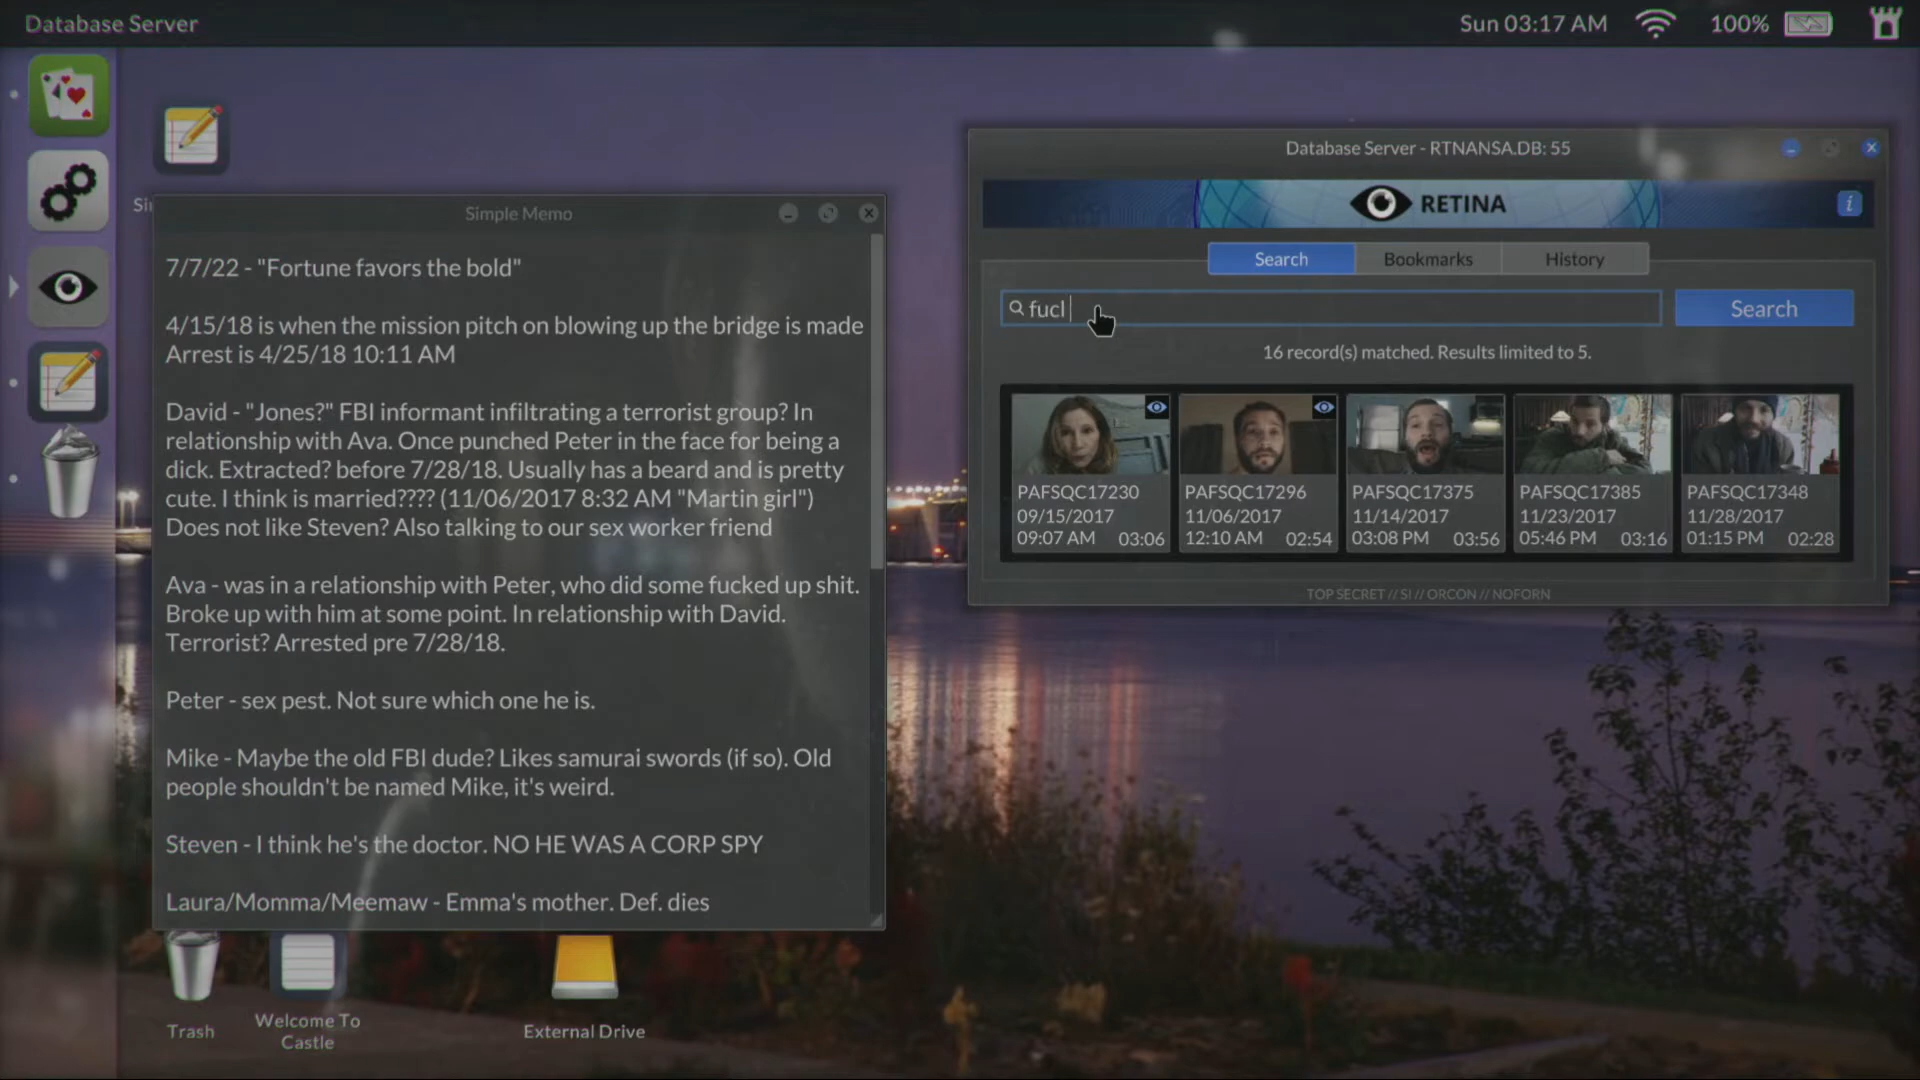 Database Server
Sun 03:17 AM
100%
Simple Memo
7/7/22 - "Fortune favors the bold"
4/15/18 is when the mission pitch on blowing up the bridge is made
Arrest is 4/25/18 10:11 AM
David - "Jones?" FBI informant infiltrating a terrorist group? In
relationship with Ava. Once punched Peter in the face for being a
dick. Extracted? before 7/28/18. Usually has a beard and is pretty
cute. I think is married???? (11/06/2017 8:32 AM "Martin girl")
Does not like Steven? Also talking to our sex worker friend
Ava - was in a relationship with Peter, who did some fucked up shit.
Broke up with him at some point. In relationship with David.
Terrorist? Arrested pre 7/28/18.
Peter - sex pest. Not sure which one he is.
Mike - Maybe the old FBI dude? Likes samurai swords (if so). Old
people shouldn't be named Mike, it's weird.
Steven - I think he's the doctor. NO HE WAS A CORP SPY
Laura/Momma/Meemaw - Emma's mother. Def. dies
Database Server - RTNANSA.DB: 55
RETINA
i
Search Bookmarks History
fucl
Search
16 record(s) matched. Results limited to 5.
PAFSQC17230
09/15/2017
09:07 AM 03:06
PAFSQC17296
11/06/2017
12:10 AM 02:54
PAFSQC17375
11/14/2017
03:08 PM 03:56
PAFSQC17385
11/23/2017
05:46 PM 03:16
PAFSQC17348
11/28/2017
01:15 PM 02:28
TOP SECRET // SI // ORCON // NOFORN
Trash
Welcome To
Castle
External Drive